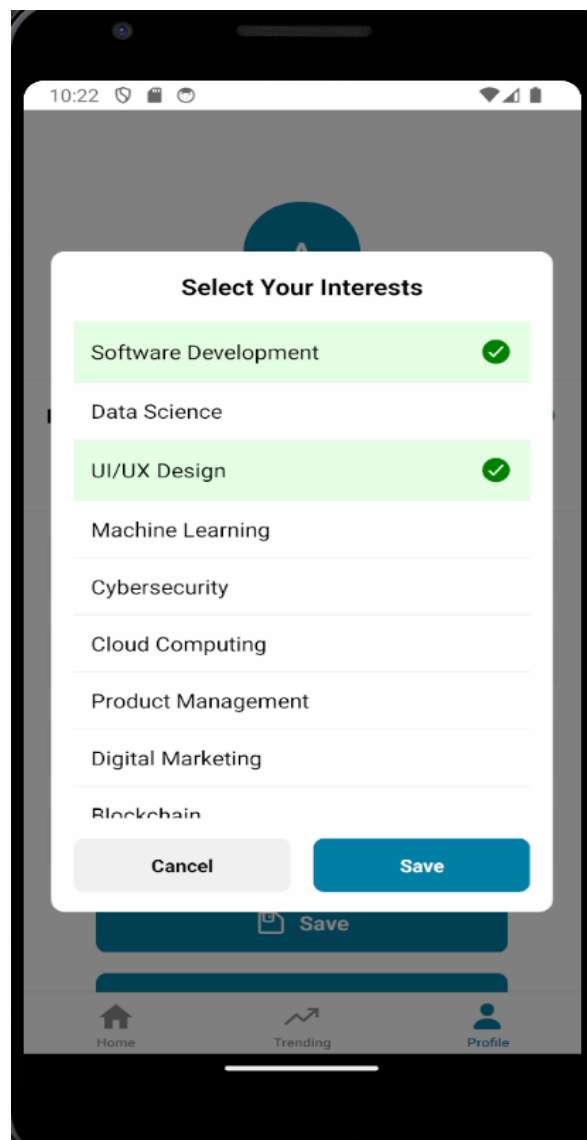 10:22
Select Your Interests
Software Development
Data Science
UI/UX Design
Machine Learning
Cybersecurity
Cloud Computing
Product Management
Digital Marketing
Blockchain
Cancel
Save
Save
Home
Trending
Profile